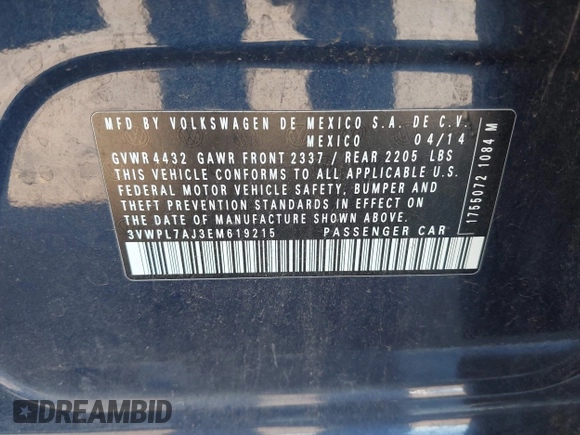 MFD BY VOLKSWAGEN DE MEXICO S.A. DE C.V.
MEXICO 04/14
GVWR 4432 GAWR FRONT 2337 / REAR 2205 LBS
THIS VEHICLE CONFORMS TO ALL APPLICABLE U.S.
FEDERAL MOTOR VEHICLE SAFETY, BUMPER AND
THEFT PREVENTION STANDARDS IN EFFECT ON
THE DATE OF MANUFACTURE SHOWN ABOVE.
3VWPL7AJ3EM619215 PASSENGER CAR
1755072 1084 M
DREAMBID